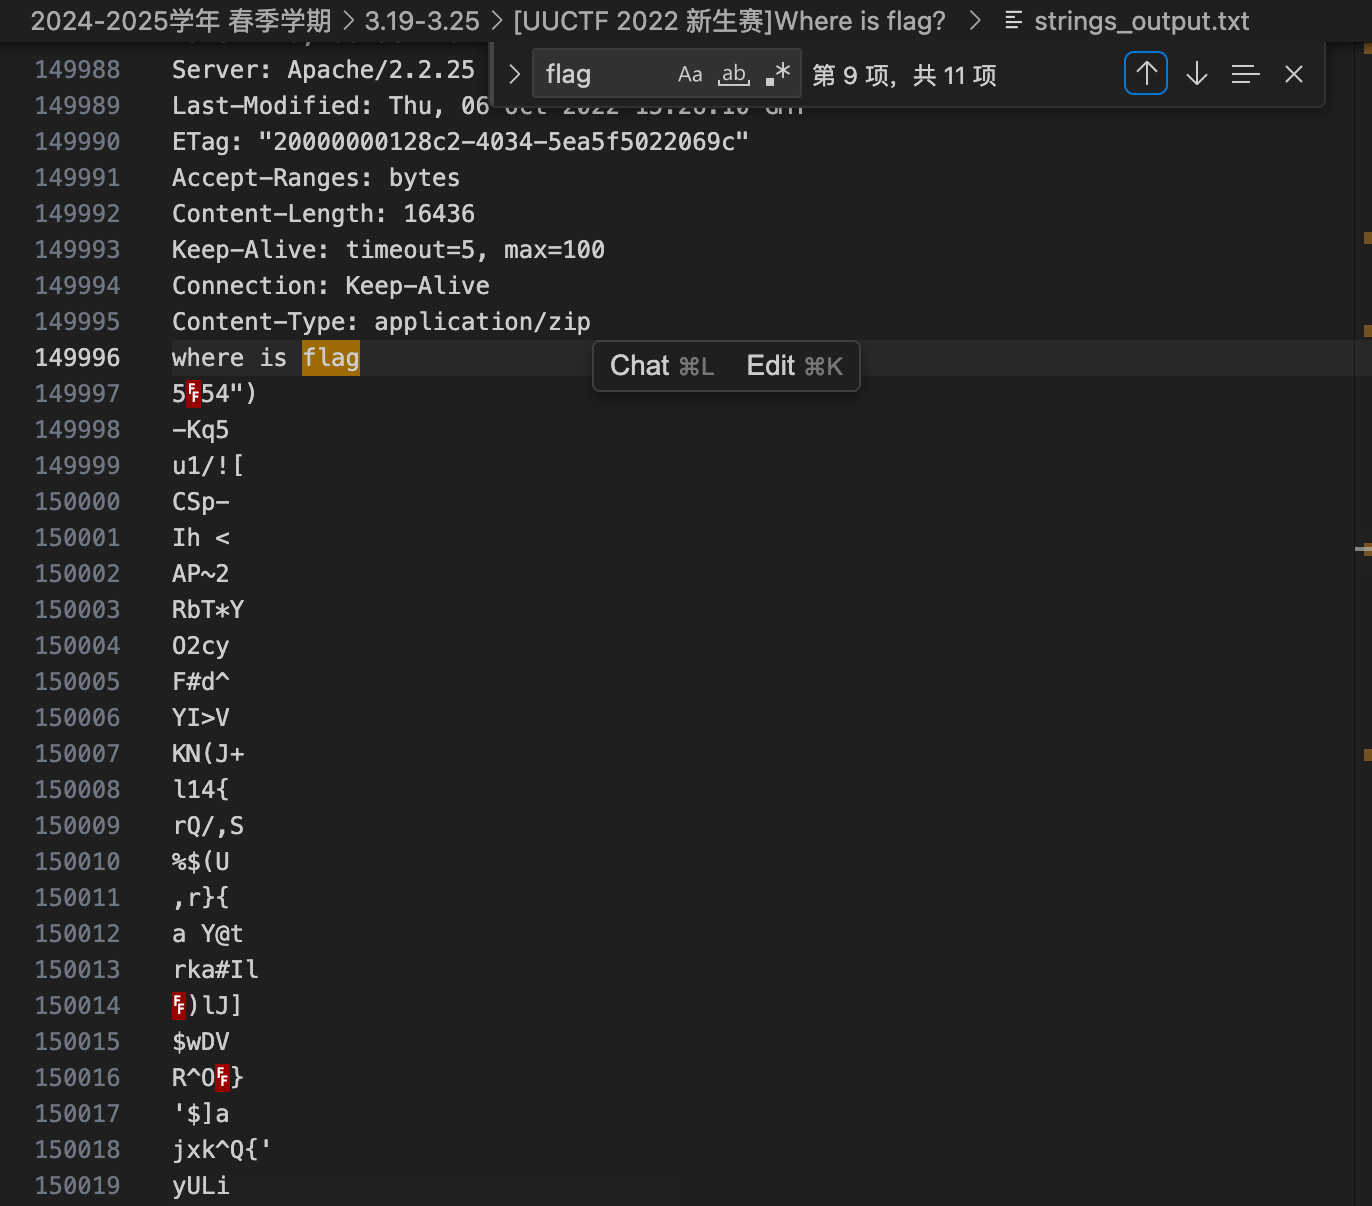 2024-2025学年 春季学期 > 3.19-3.25 > [UUCTF 2022 新生赛]Where is flag? > strings_output.txt
flag Aa ab .* 第 9 项，共 11 项
149988 Server: Apache/2.2.25
149989 Last-Modified: Thu, 06 Oct 2022 15:26:10 GMT
149990 ETag: "20000000128c2-4034-5ea5f5022069c"
149991 Accept-Ranges: bytes
149992 Content-Length: 16436
149993 Keep-Alive: timeout=5, max=100
149994 Connection: Keep-Alive
149995 Content-Type: application/zip
149996 where is flag
Chat ⌘L Edit ⌘K
149997 5␌54")
149998 -Kq5
149999 u1/![
150000 CSp-
150001 Ih <
150002 AP~2
150003 RbT*Y
150004 O2cy
150005 F#d^
150006 YI>V
150007 KN(J+
150008 l14{
150009 rQ/,S
150010 %$(U
150011 ,r}{
150012 a Y@t
150013 rka#Il
150014 ␌)lJ]
150015 $wDV
150016 R^O␌}
150017 '$]a
150018 jxk^Q{'
150019 yULi